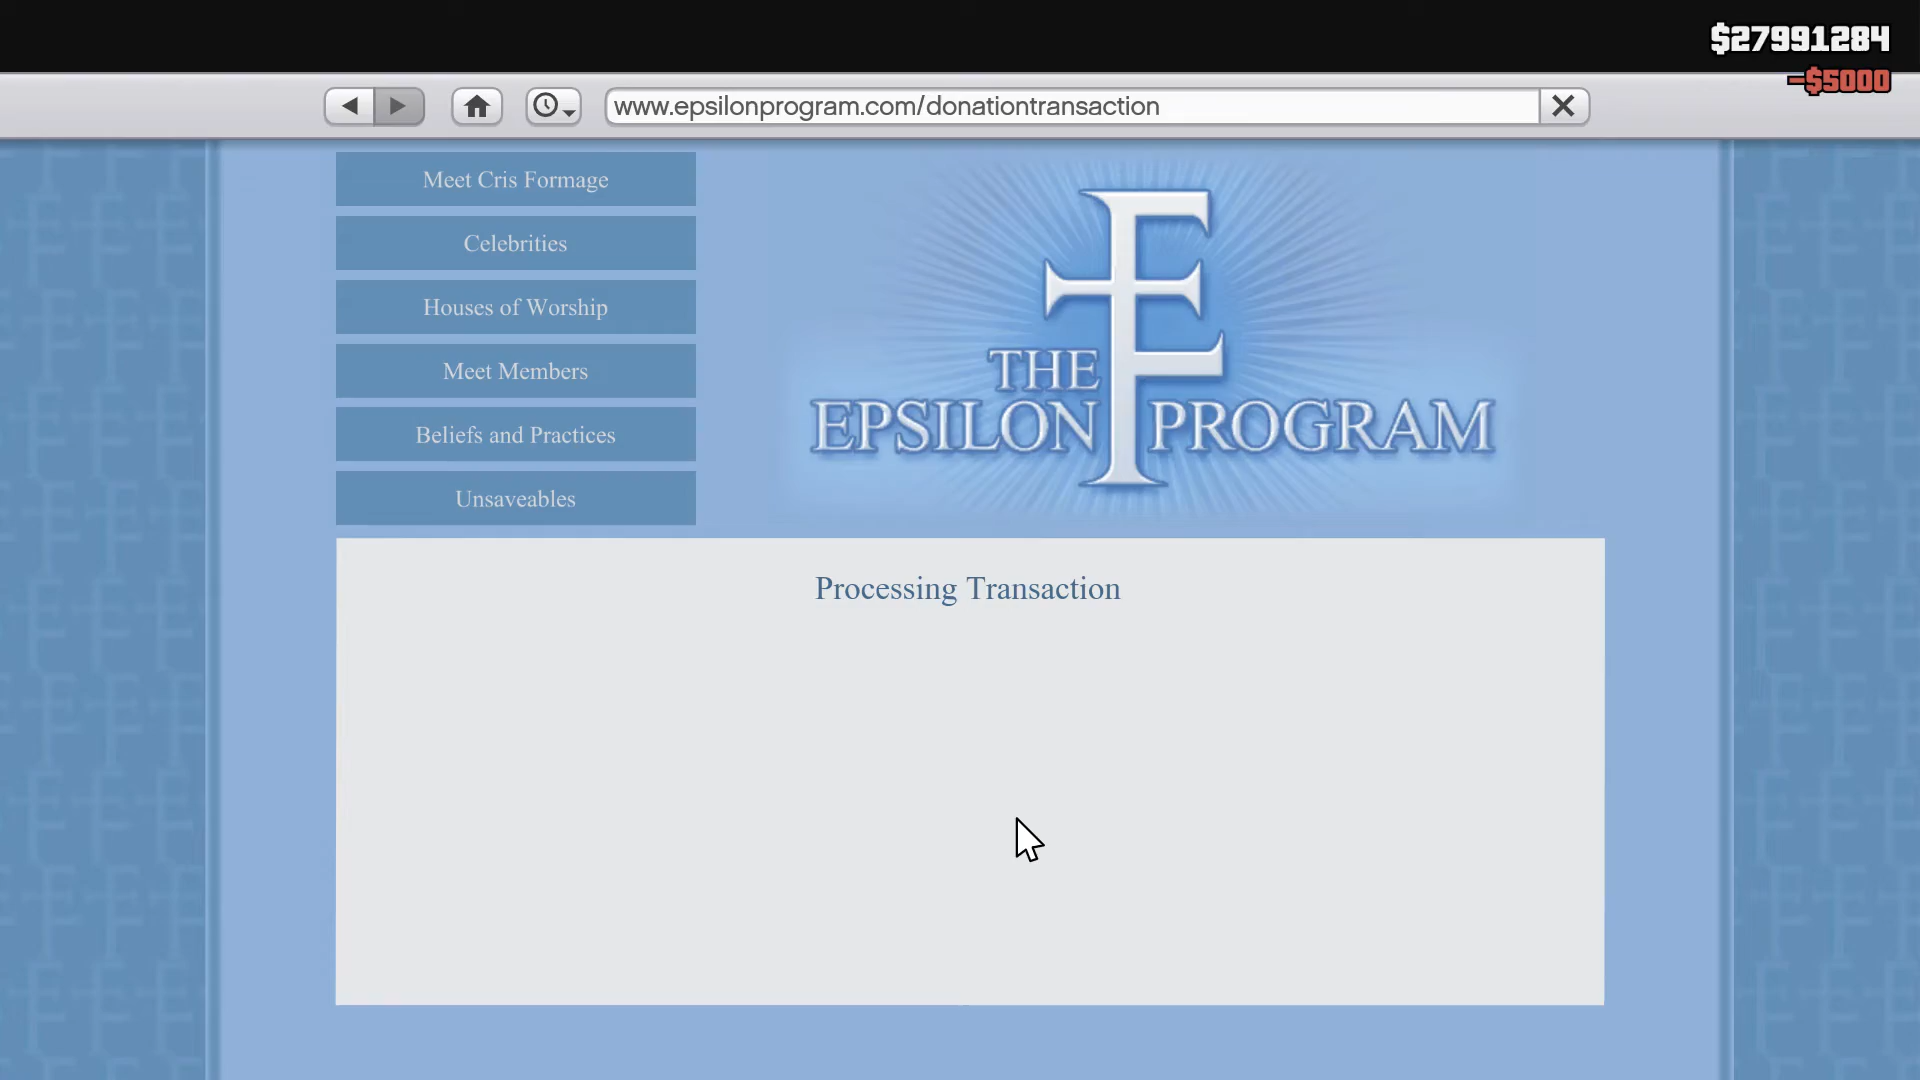 $27991284
-$5000
www.epsilonprogram.com/donationtransaction
Meet Cris Formage
Celebrities
Houses of Worship
Meet Members
Beliefs and Practices
Unsaveables
THE
EPSILON PROGRAM
Processing Transaction